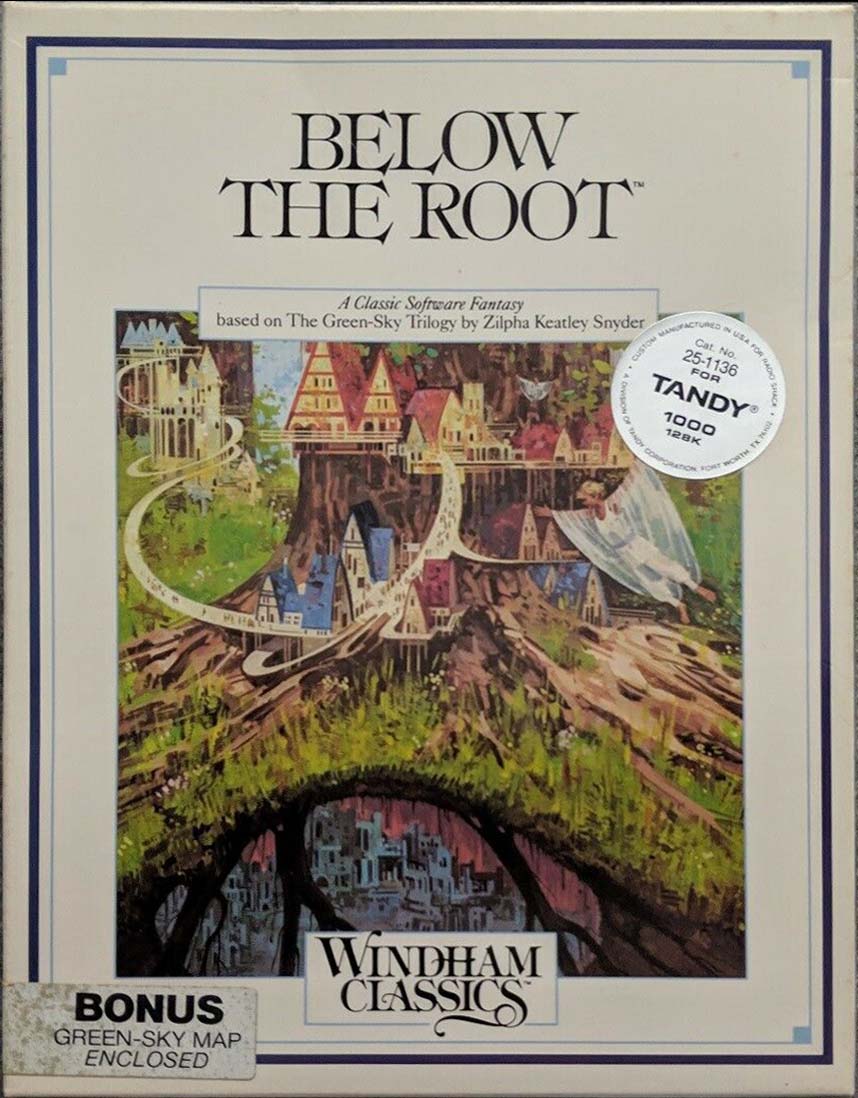 BELOW
THE ROOT™
A Classic Software Fantasy
based on The Green-Sky Trilogy by Zilpha Keatley Snyder
CUSTOM MANUFACTURED IN U.S.A. FOR RADIO SHACK • A DIVISION OF TANDY CORPORATION, FORT WORTH, TX 76102 •
Cat. No.
25-1136
FOR
TANDY®
1000
128K
WINDHAM
CLASSICS™
BONUS
GREEN-SKY MAP
ENCLOSED